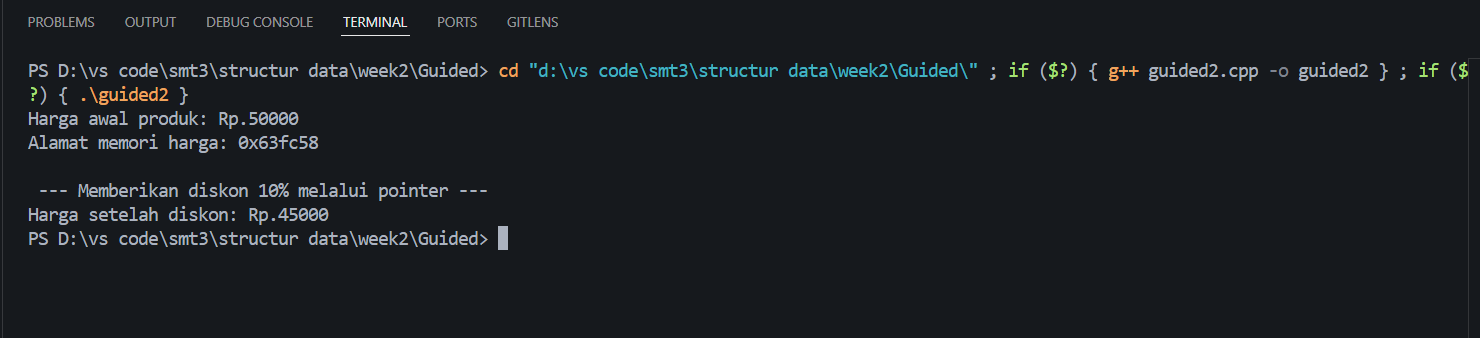 PROBLEMS OUTPUT DEBUG CONSOLE TERMINAL PORTS GITLENS
PS D:\vs code\smt3\structur data\week2\Guided> cd "d:\vs code\smt3\structur data\week2\Guided\" ; if ($?) { g++ guided2.cpp -o guided2 } ; if ($
?) { .\guided2 }
Harga awal produk: Rp.50000
Alamat memori harga: 0x63fc58
--- Memberikan diskon 10% melalui pointer ---
Harga setelah diskon: Rp.45000
PS D:\vs code\smt3\structur data\week2\Guided>